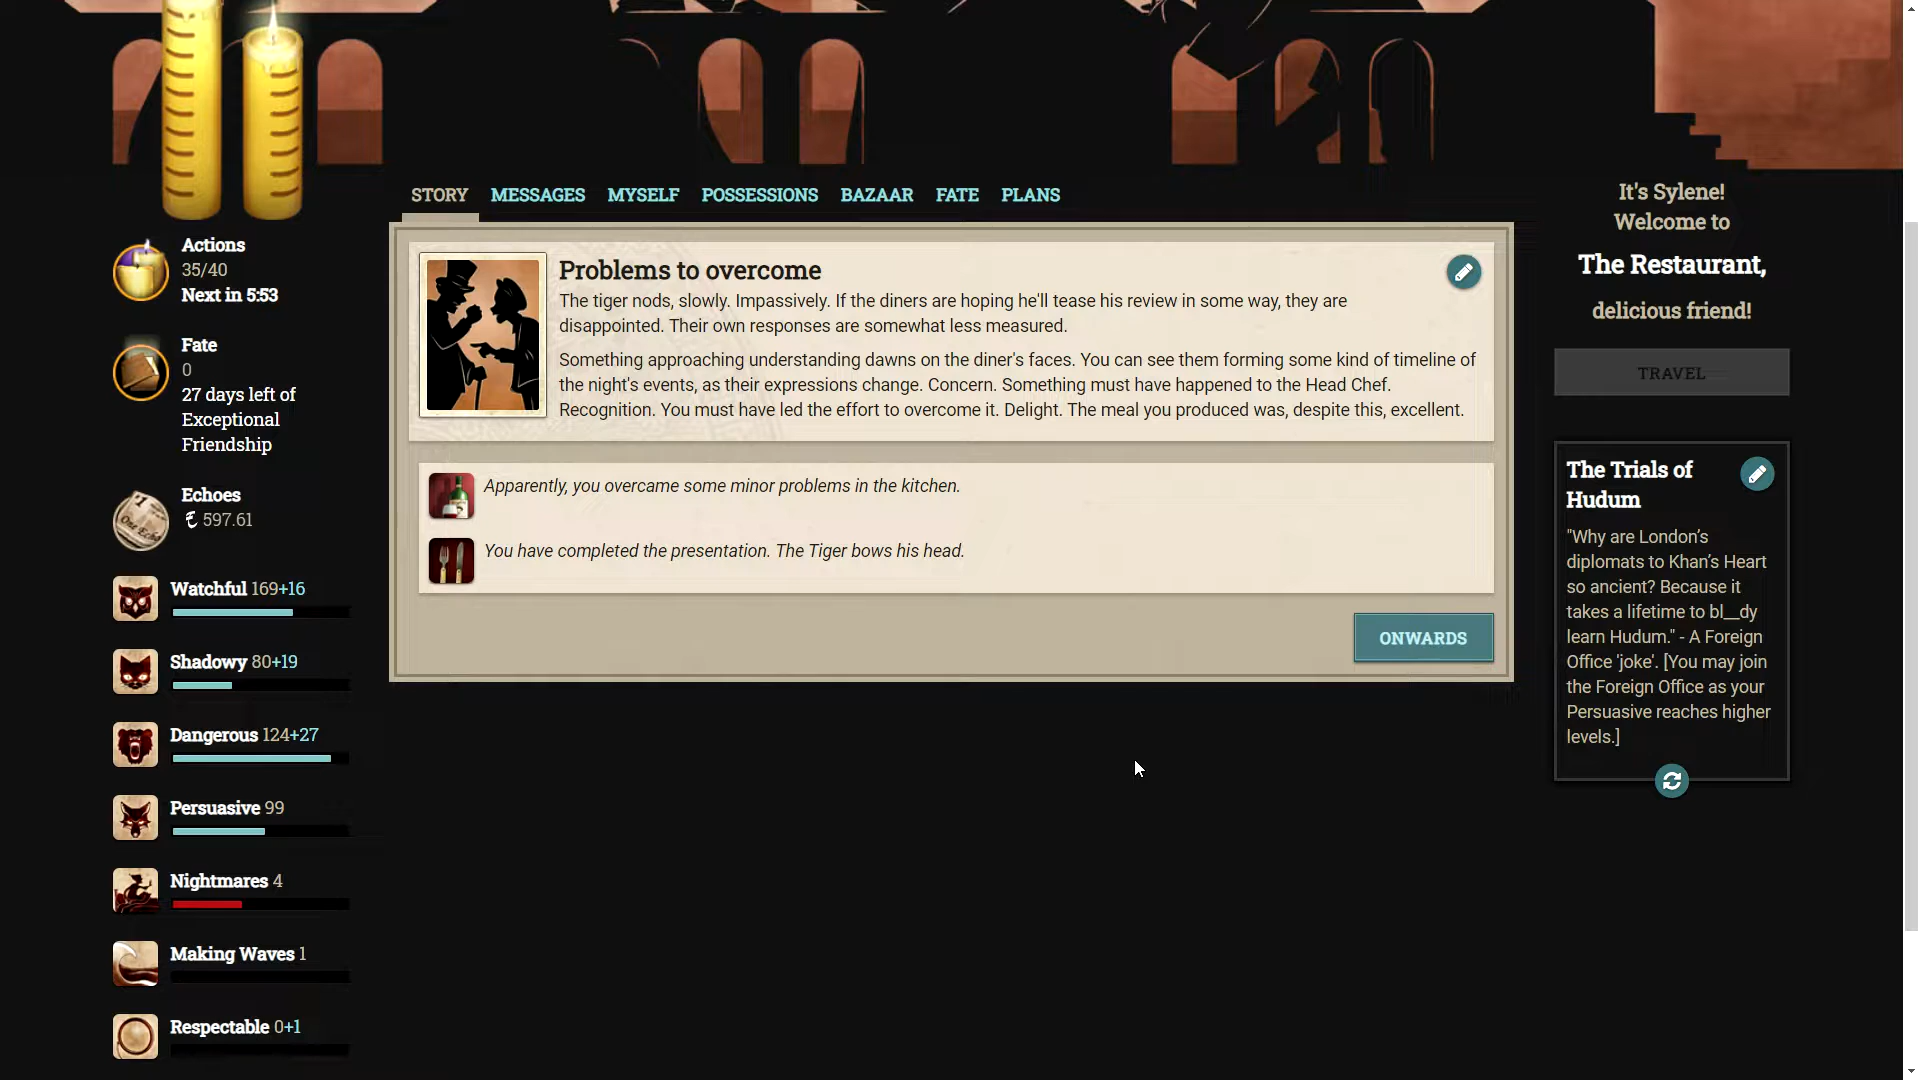 STORY MESSAGES MYSELF POSSESSIONS BAZAAR FATE PLANS
Actions
35/40
Next in 5:53
Fate
0
27 days left of
Exceptional
Friendship
Echoes
597.61
Watchful 169+16
Shadowy 80+19
Dangerous 124+27
Persuasive 99
Nightmares 4
Making Waves 1
Respectable 0+1
Problems to overcome
The tiger nods, slowly. Impassively. If the diners are hoping he'll tease his review in some way, they are
disappointed. Their own responses are somewhat less measured.
Something approaching understanding dawns on the diner's faces. You can see them forming some kind of timeline of
the night's events, as their expressions change. Concern. Something must have happened to the Head Chef.
Recognition. You must have led the effort to overcome it. Delight. The meal you produced was, despite this, excellent.
Apparently, you overcame some minor problems in the kitchen.
You have completed the presentation. The Tiger bows his head.
ONWARDS
It's Sylene!
Welcome to
The Restaurant,
delicious friend!
TRAVEL
The Trials of
Hudum
"Why are London’s
diplomats to Khan’s Heart
so ancient? Because it
takes a lifetime to bl__dy
learn Hudum." - A Foreign
Office 'joke'. [You may join
the Foreign Office as your
Persuasive reaches higher
levels.]